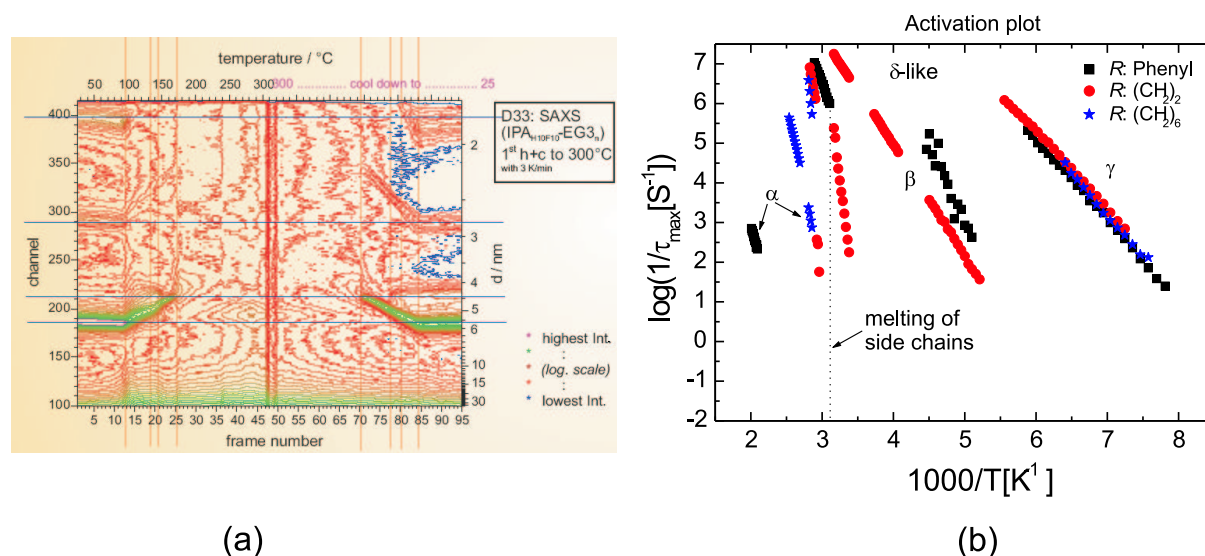 temperature / °C
50 100 150 200 250 300 300 ............... cool down to ............... 25
400
350
300
250
200
150
100
channel
2
3
4
5
6
10
15
30
d / nm
D33: SAXS
(IPA H10F10-EG3n)
1st h+c to 300°C
with 3 K/min
highest Int.
:
(log. scale)
:
lowest Int.
5 10 15 20 25 30 35 40 45 50 55 60 65 70 75 80 85 90 95
frame number
(a)
Activation plot
7
6
5
4
3
2
1
0
-1
-2
log(1/τmax[S-1])
δ-like
R: Phenyl
R: (CH2)2
R: (CH2)6
α
β
γ
melting of
side chains
2 3 4 5 6 7 8
1000/T[K1]
(b)